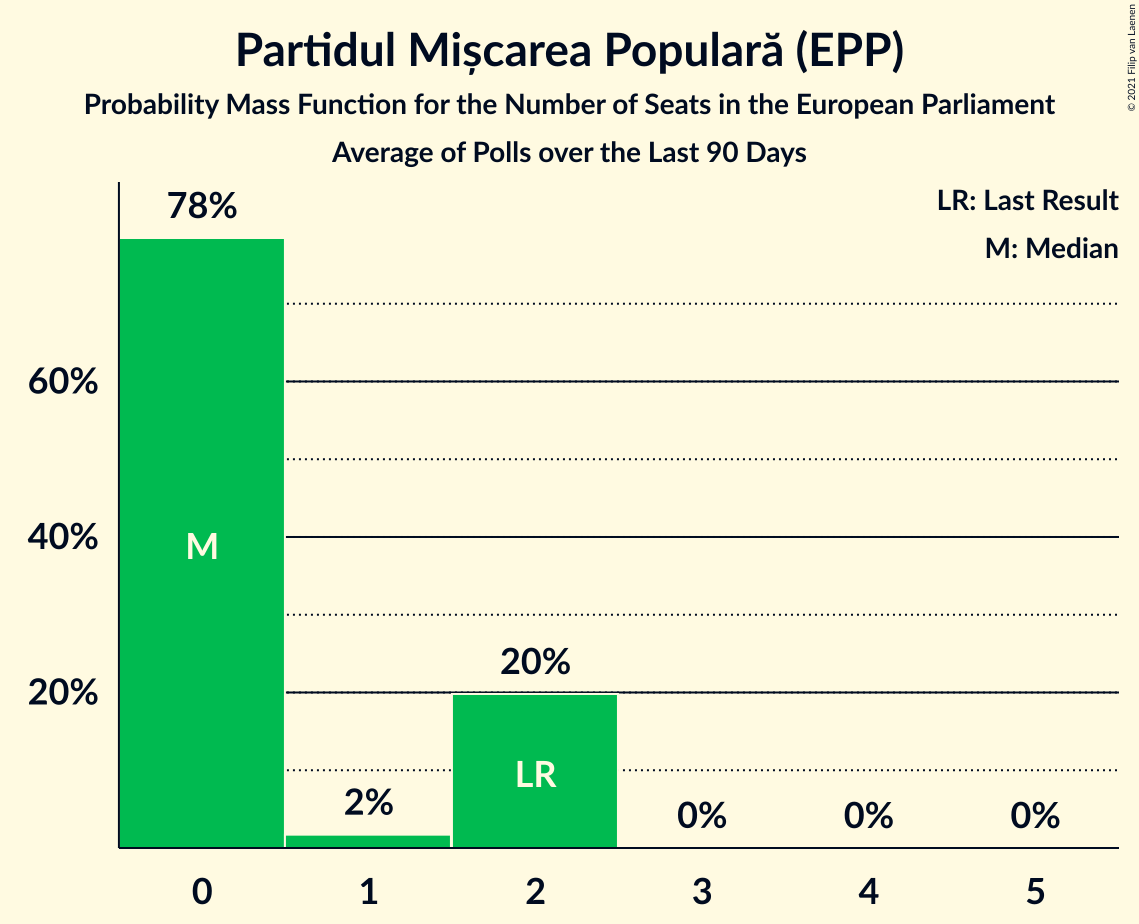 Partidul Mișcarea Populară (EPP)
Probability Mass Function for the Number of Seats in the European Parliament
Average of Polls over the Last 90 Days
© 2021 Filip van Laenen
LR: Last Result
M: Median
78%
60%
40%
20%
M
2%
20%
LR
0%
0%
0%
0
1
2
3
4
5